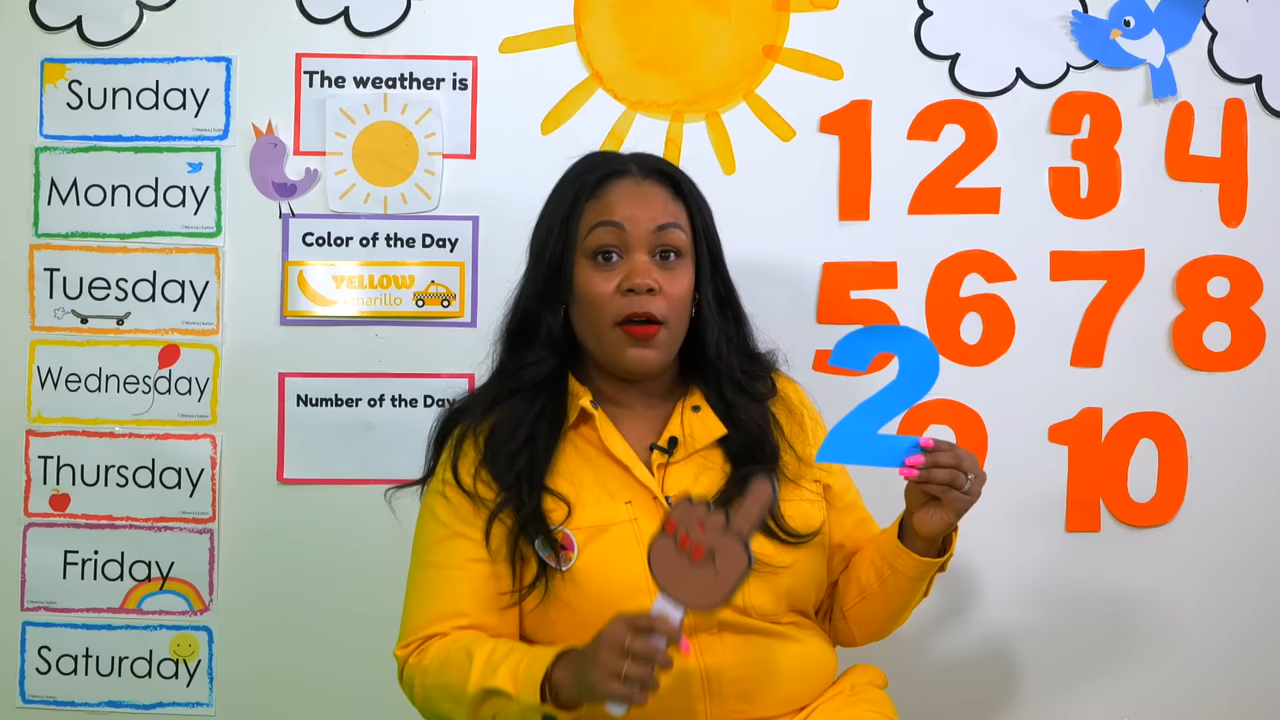 Sunday
Monday
Tuesday
Wednesday
Thursday
Friday
Saturday
The weather is
Color of the Day
YELLOW
amarillo
Number of the Day
1 2 3 4
5 6 7 8
2
9 10